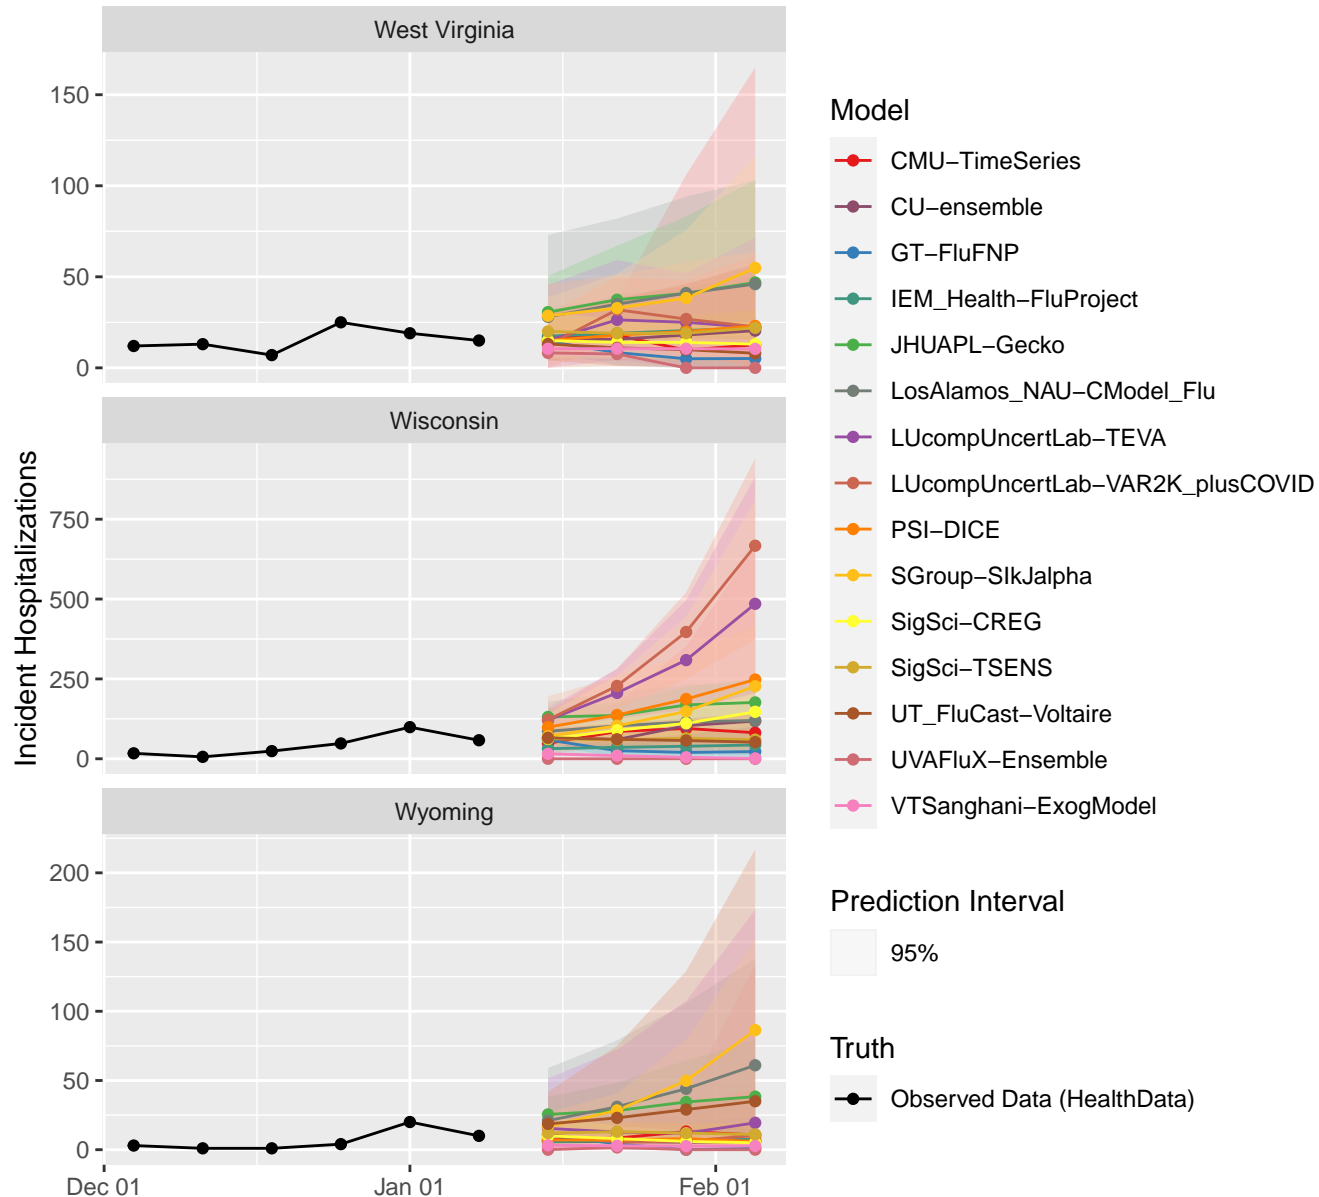 West Virginia
150
100
50
0
Wisconsin
750
500
250
0
Wyoming
200
150
100
50
0
Dec 01
Jan 01
Feb 01
Incident Hospitalizations
Model
CMU−TimeSeries
CU−ensemble
GT−FluFNP
IEM_Health−FluProject
JHUAPL−Gecko
LosAlamos_NAU−CModel_Flu
LUcompUncertLab−TEVA
LUcompUncertLab−VAR2K_plusCOVID
PSI−DICE
SGroup−SIkJalpha
SigSci−CREG
SigSci−TSENS
UT_FluCast−Voltaire
UVAFluX−Ensemble
VTSanghani−ExogModel
Prediction Interval
95%
Truth
Observed Data (HealthData)